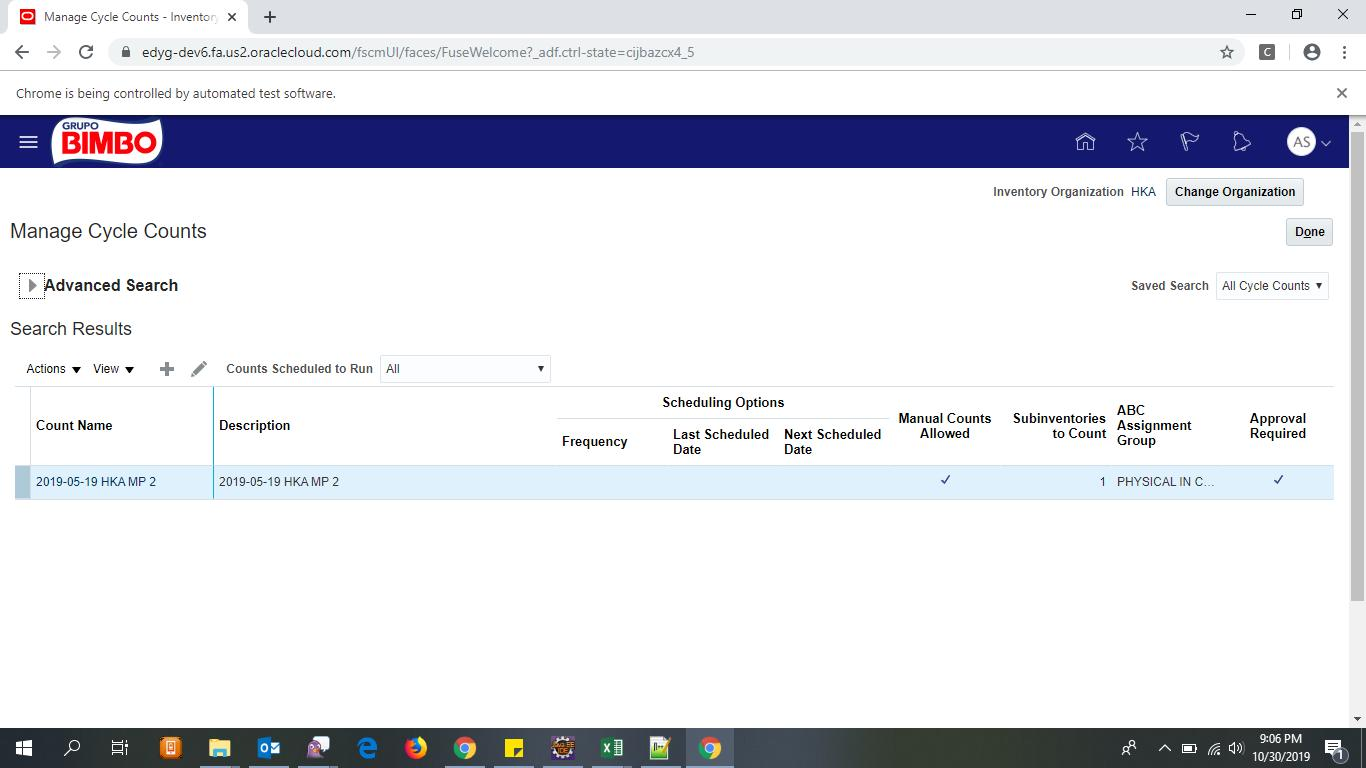 Manage Cycle Counts - Inventory
edyg-dev6.fa.us2.oraclecloud.com/fscmUI/faces/FuseWelcome?_adf.ctrl-state=cijbazcx4_5
C
Chrome is being controlled by automated test software.
GRUPO
BIMBO
AS
Inventory Organization HKA Change Organization
Manage Cycle Counts
Done
Advanced Search
Saved Search All Cycle Counts
Search Results
Actions View Counts Scheduled to Run All
Scheduling Options
Count Name Description Frequency Last Scheduled Date Next Scheduled Date Manual Counts Allowed Subinventories to Count ABC Assignment Group Approval Required
2019-05-19 HKA MP 2 2019-05-19 HKA MP 2 1 PHYSICAL IN C...
9:06 PM
10/30/2019
1